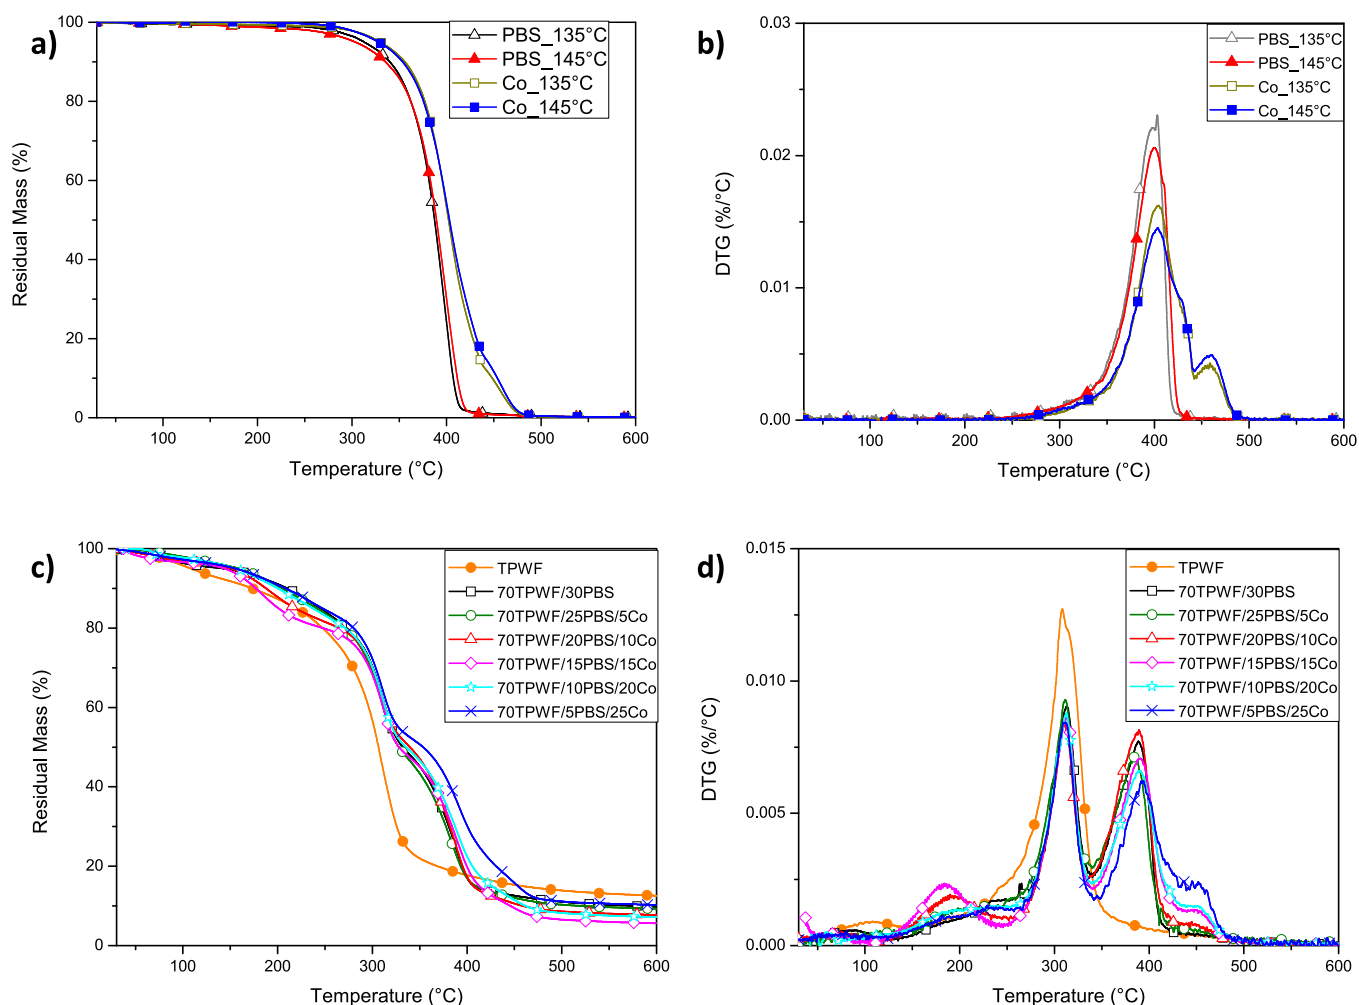 a)
PBS_135°C
PBS_145°C
Co_135°C
Co_145°C
Residual Mass (%)
100
80
60
40
20
0
100 200 300 400 500 600
Temperature (°C)
b)
PBS_135°C
PBS_145°C
Co_135°C
Co_145°C
DTG (%/°C)
0.03
0.02
0.01
0.00
100 200 300 400 500 600
Temperature (°C)
c)
TPWF
70TPWF/30PBS
70TPWF/25PBS/5Co
70TPWF/20PBS/10Co
70TPWF/15PBS/15Co
70TPWF/10PBS/20Co
70TPWF/5PBS/25Co
Residual Mass (%)
100
80
60
40
20
0
100 200 300 400 500 600
Temperature (°C)
d)
TPWF
70TPWF/30PBS
70TPWF/25PBS/5Co
70TPWF/20PBS/10Co
70TPWF/15PBS/15Co
70TPWF/10PBS/20Co
70TPWF/5PBS/25Co
DTG (%/°C)
0.015
0.010
0.005
0.000
100 200 300 400 500 600
Temperature (°C)